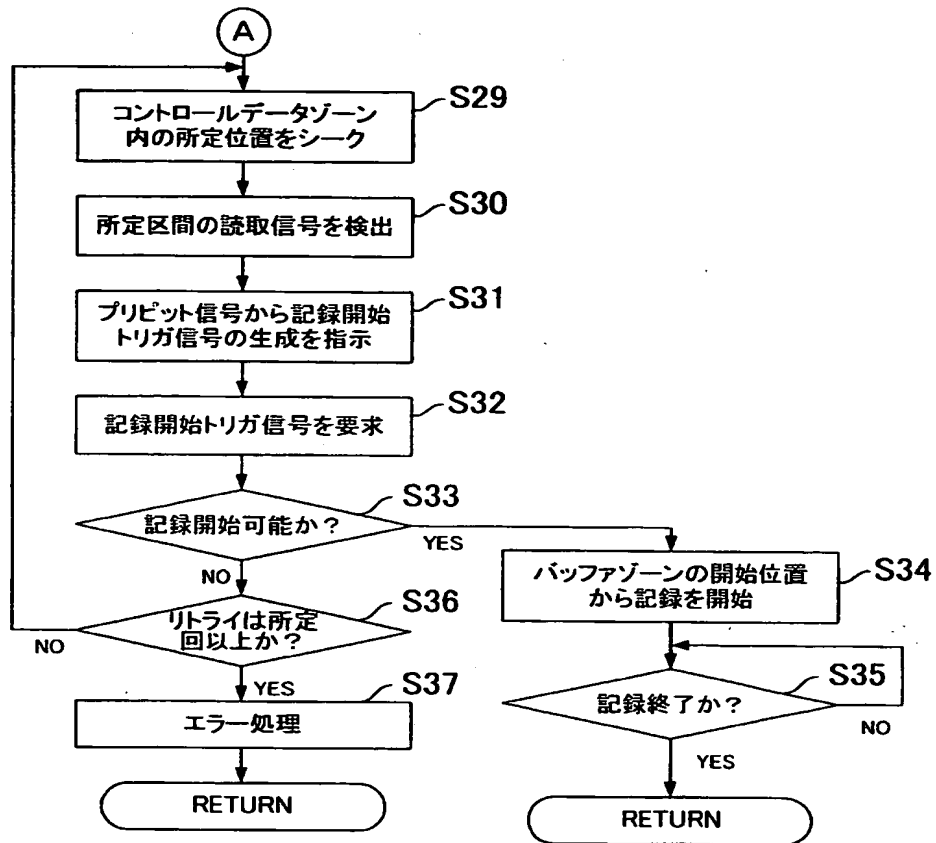 A
コントロールデータゾーン
内の所定位置をシーク
S29
所定区間の読取信号を検出
S30
プリピット信号から記録開始
トリガ信号の生成を指示
S31
記録開始トリガ信号を要求
S32
記録開始可能か？
S33
YES
NO
バッファゾーンの開始位置
から記録を開始
S34
リトライは所定
回以上か？
S36
NO
YES
記録終了か？
S35
NO
YES
エラー処理
S37
RETURN
RETURN